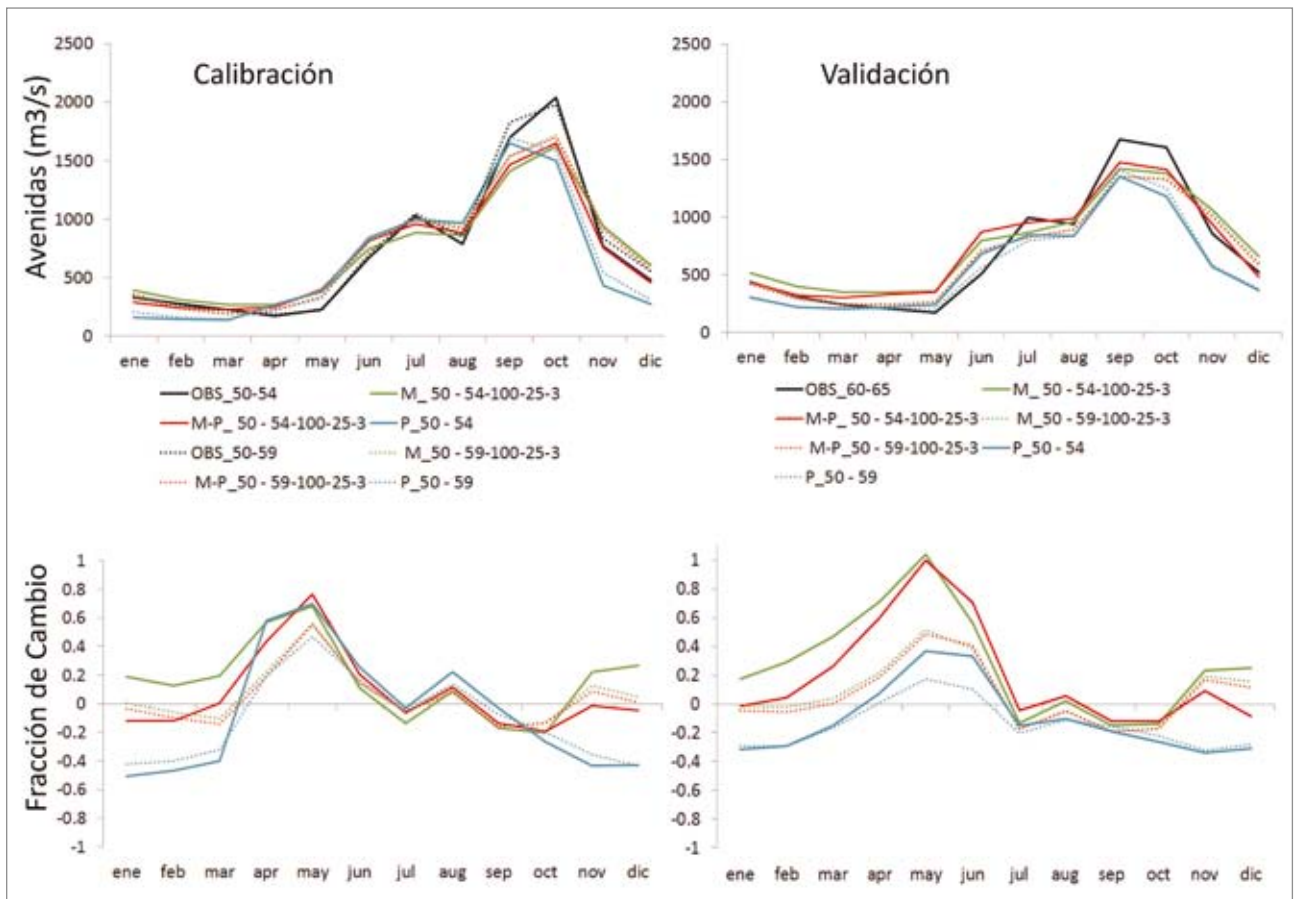 Calibración
Avenidas (m3/s)
2500
2000
1500
1000
500
0
ene feb mar apr may jun jul aug sep oct nov dic
OBS_50-54
M_ 50 - 54-100-25-3
M-P_ 50 - 54-100-25-3
P_50 - 54
OBS_50-59
M_50 - 59-100-25-3
M-P_50 - 59-100-25-3
P_50 - 59
Validación
2500
2000
1500
1000
500
0
ene feb mar apr may jun jul aug sep oct nov dic
OBS_60-65
M_ 50 - 54-100-25-3
M-P_ 50 - 54-100-25-3
M_50 - 59-100-25-3
M-P_50 - 59-100-25-3
P_50 - 54
P_50 - 59
Fracción de Cambio
1
0.8
0.6
0.4
0.2
0
-0.2
-0.4
-0.6
-0.8
-1
ene feb mar apr may jun jul aug sep oct nov dic
1
0.8
0.6
0.4
0.2
0
-0.2
-0.4
-0.6
-0.8
-1
ene feb mar apr may jun jul aug sep oct nov dic